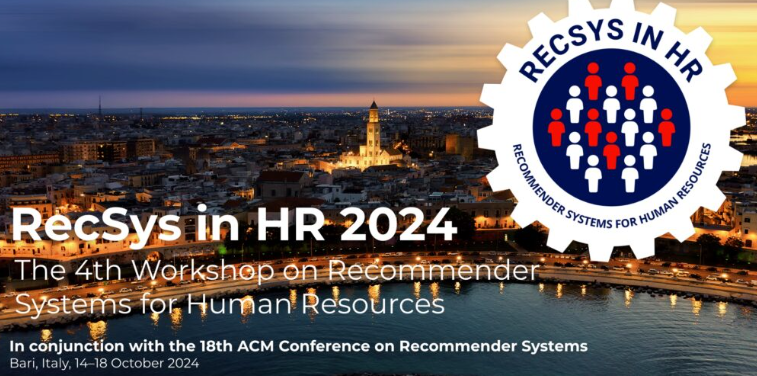 RECSYS IN HR
RECOMMENDER SYSTEMS FOR HUMAN RESOURCES
RecSys in HR 2024
The 4th Workshop on Recommender
Systems for Human Resources
In conjunction with the 18th ACM Conference on Recommender Systems
Bari, Italy, 14–18 October 2024